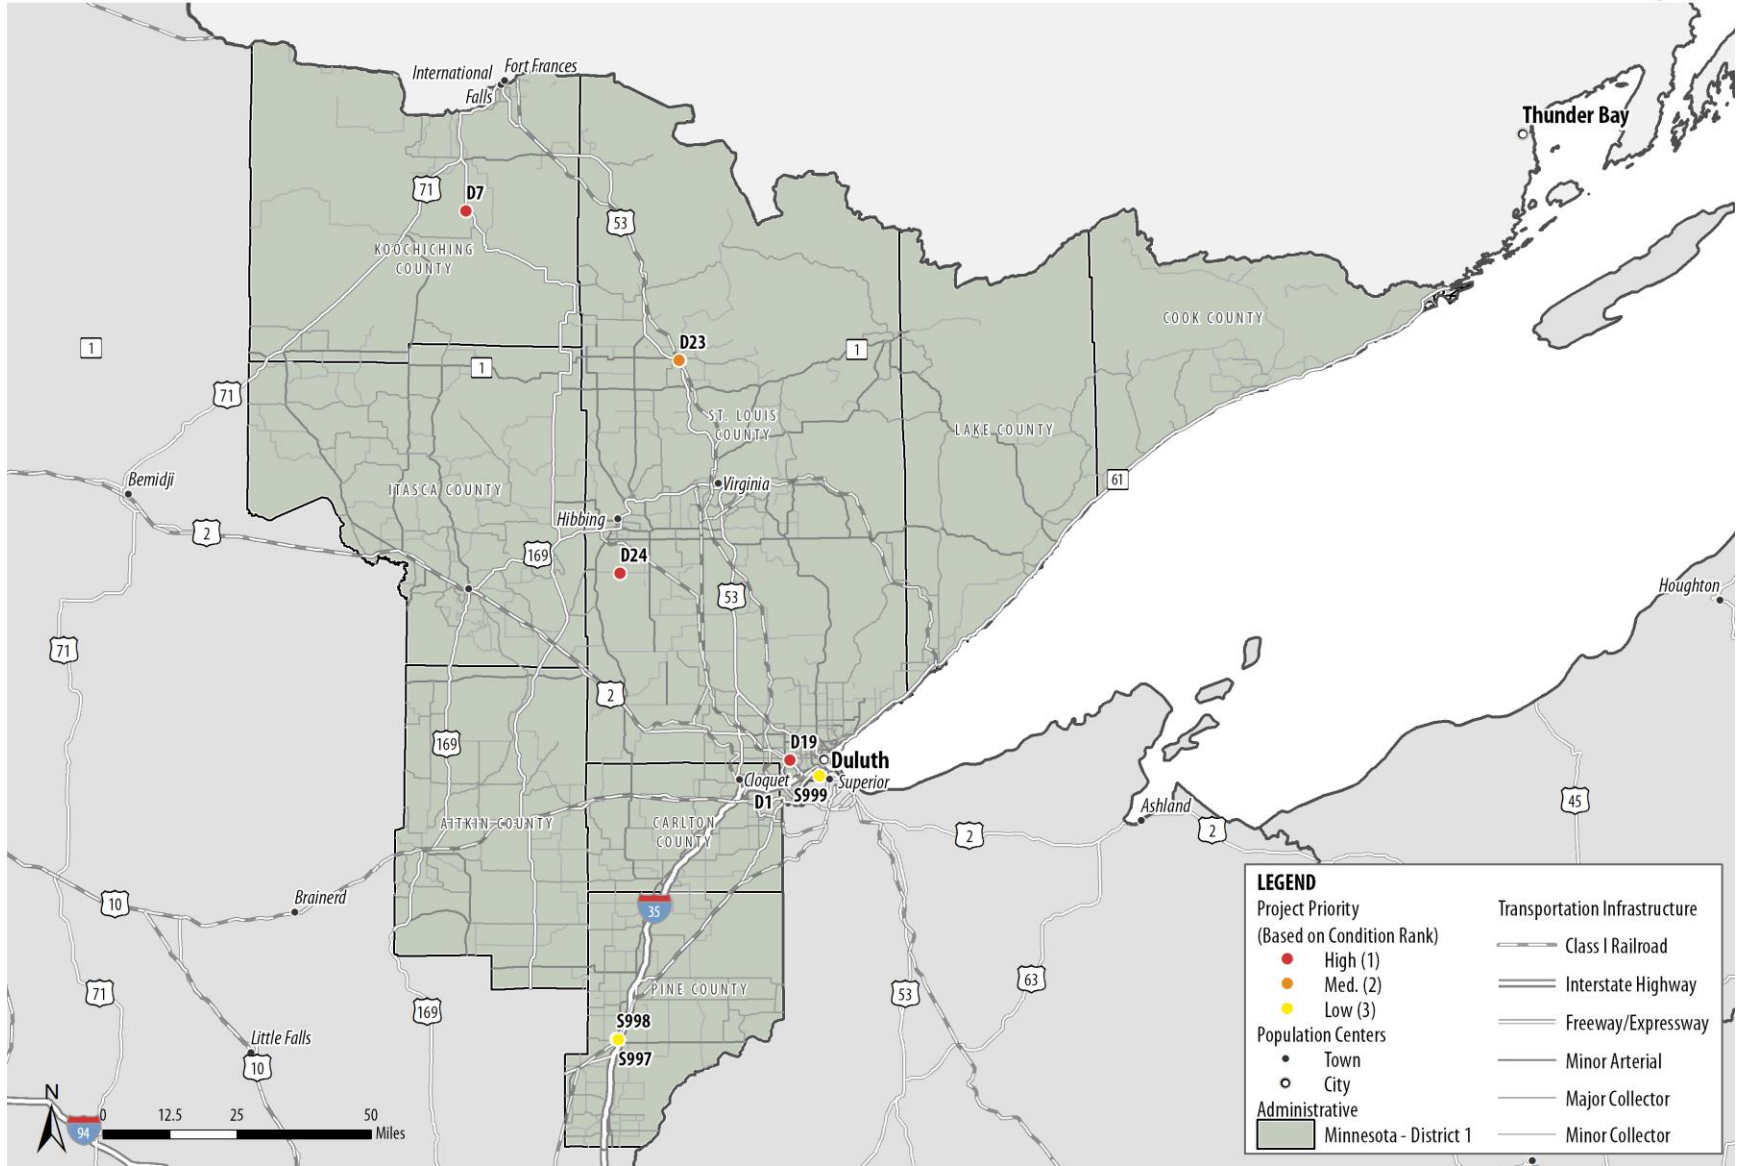 International
Falls
Fort Frances
Thunder Bay
71
D7
53
KOOCHICHING
COUNTY
COOK COUNTY
1
D23
1
1
71
ST. LOUIS
COUNTY
LAKE COUNTY
61
Bemidji
ITASCA COUNTY
Virginia
2
Hibbing
169
D24
53
Houghton
71
2
169
D19
Duluth
Cloquet
Superior
D1
S999
AITKIN COUNTY
CARLTON
COUNTY
Ashland
2
2
45
10
Brainerd
35
71
169
PINE COUNTY
53
63
S998
S997
Little Falls
10
N
94
0 12.5 25 50
Miles
LEGEND
Project Priority
(Based on Condition Rank)
High (1)
Med. (2)
Low (3)
Population Centers
Town
City
Administrative
Minnesota - District 1
Transportation Infrastructure
Class I Railroad
Interstate Highway
Freeway/Expressway
Minor Arterial
Major Collector
Minor Collector